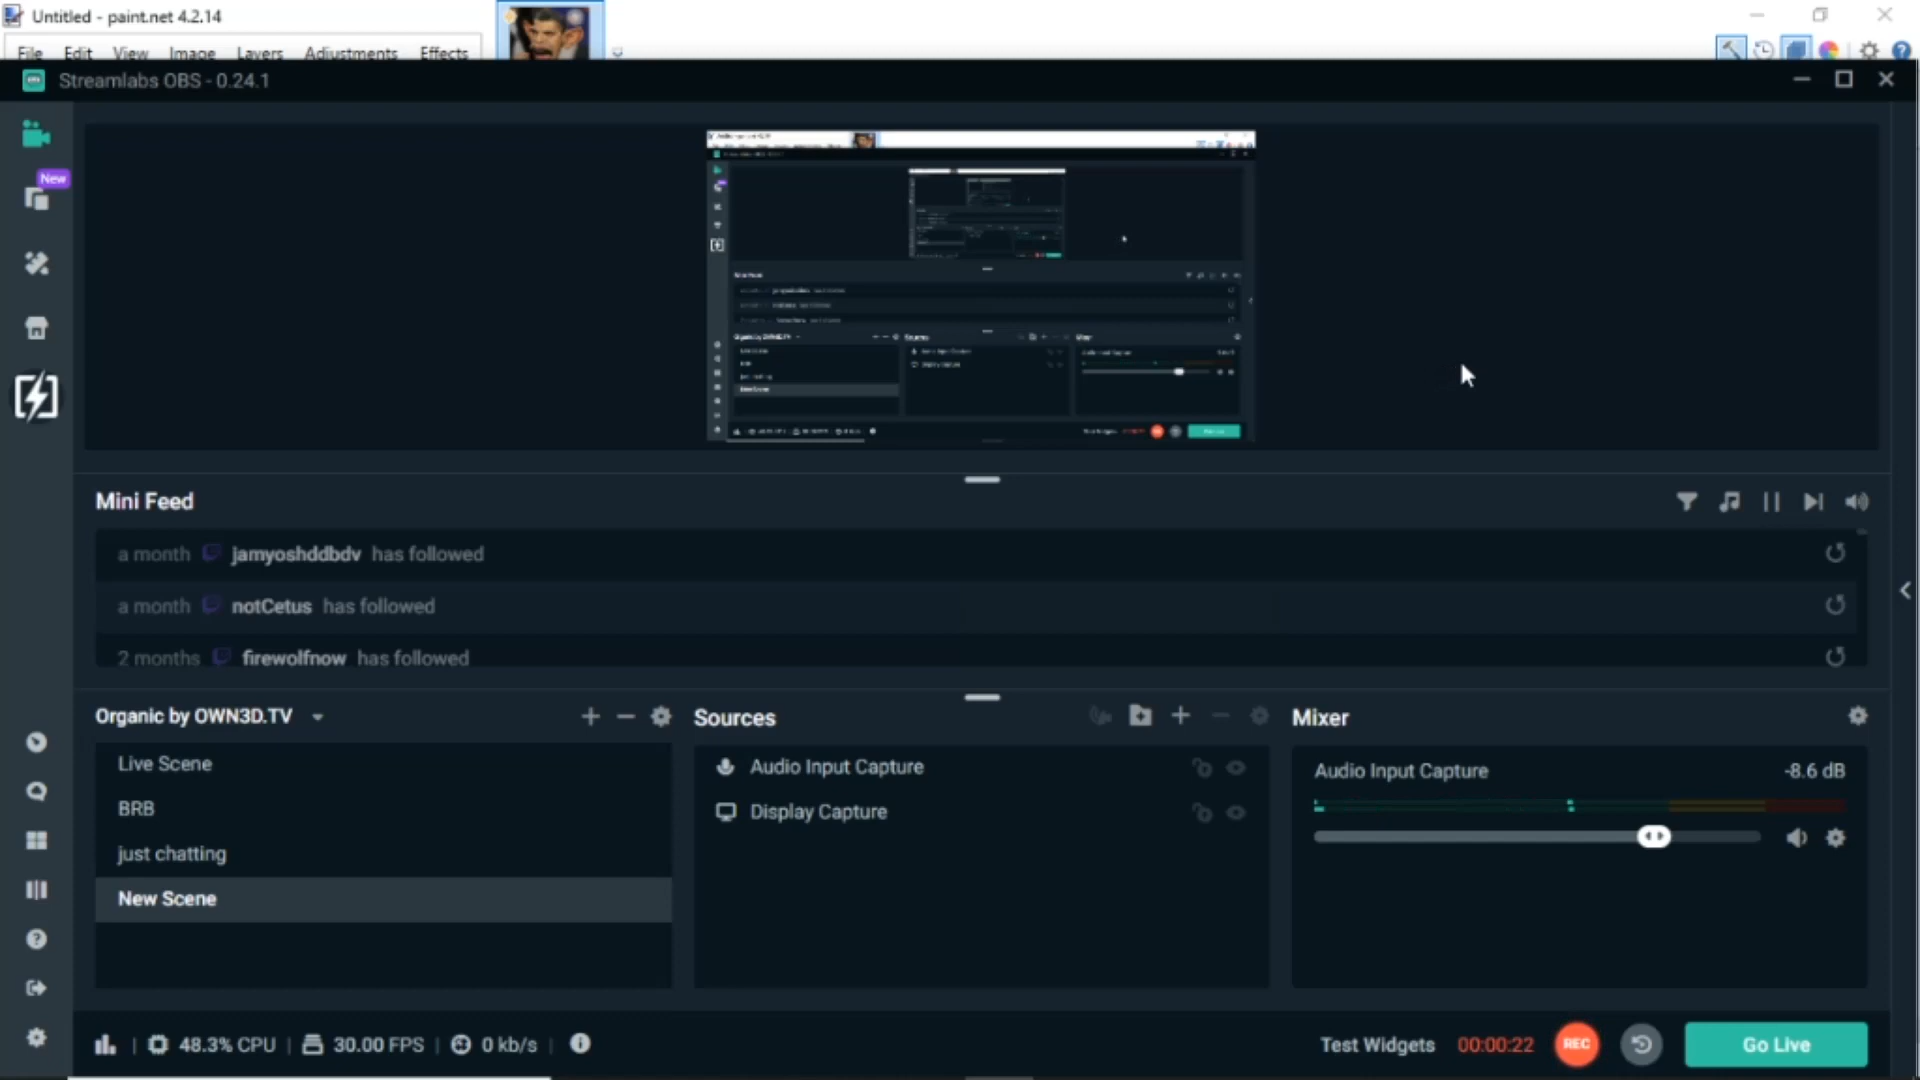 Untitled - paint.net 4.2.14
File Edit View Image Layers Adjustments Effects
Streamlabs OBS - 0.24.1
New
Mini Feed
a month jamyoshddbdv has followed
a month notCetus has followed
2 months firewolfnow has followed
Organic by OWN3D.TV
Live Scene
BRB
just chatting
New Scene
Sources
Audio Input Capture
Display Capture
Mixer
Audio Input Capture -8.6 dB
48.3% CPU 30.00 FPS 0 kb/s
Test Widgets 00:00:22 REC Go Live